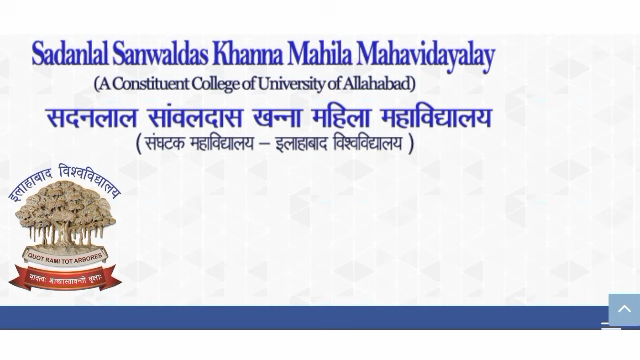 Sadanlal Sanwaldas Khanna Mahila Mahavidayalay
(A Constituent College of University of Allahabad)
सदनलाल सांवलदास खन्ना महिला महाविद्यालय
( संघटक महाविद्यालय – इलाहाबाद विश्वविद्यालय )
इलाहाबाद विश्वविद्यालय
QUOT RAMI TOT ARBORES